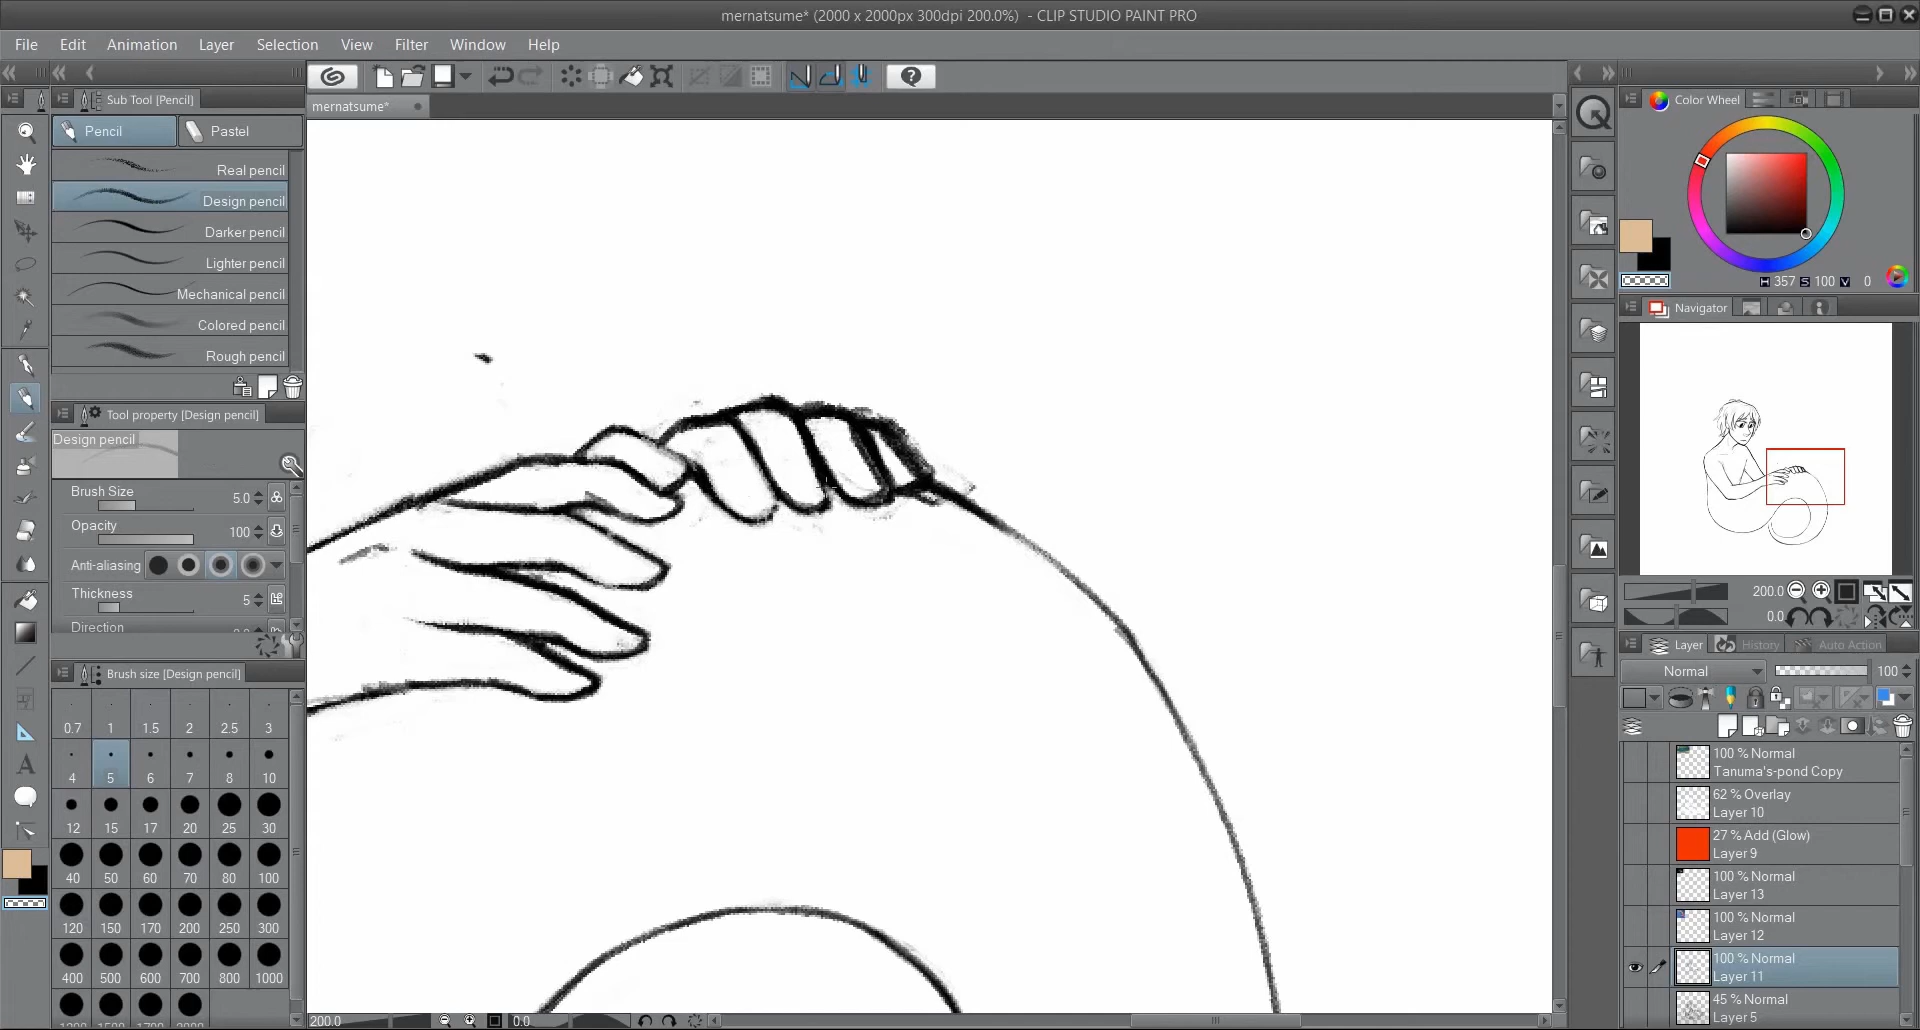 mernatsume* (2000 x 2000px 300dpi 200.0%) - CLIP STUDIO PAINT PRO
File Edit Animation Layer Selection View Filter Window Help
Sub Tool [Pencil]
Pencil Pastel
Real pencil
Design pencil
Darker pencil
Lighter pencil
Mechanical pencil
Colored pencil
Rough pencil
Tool property [Design pencil]
Design pencil
Brush Size 5.0
Opacity 100
Anti-aliasing
Thickness 5
Direction
Brush size [Design pencil]
0.7 1 1.5 2 2.5 3
4 5 6 7 8 10
12 15 17 20 25 30
40 50 60 70 80 100
120 150 170 200 250 300
400 500 600 700 800 1000
mernatsume*
200.0 0.0
Color Wheel
H 357 S 100 V 0
Navigator
200.0
0.0
Layer History Auto Action
Normal 100
100 % Normal
Tanuma's-pond Copy
62 % Overlay
Layer 10
27 % Add (Glow)
Layer 9
100 % Normal
Layer 13
100 % Normal
Layer 12
100 % Normal
Layer 11
45 % Normal
Layer 5